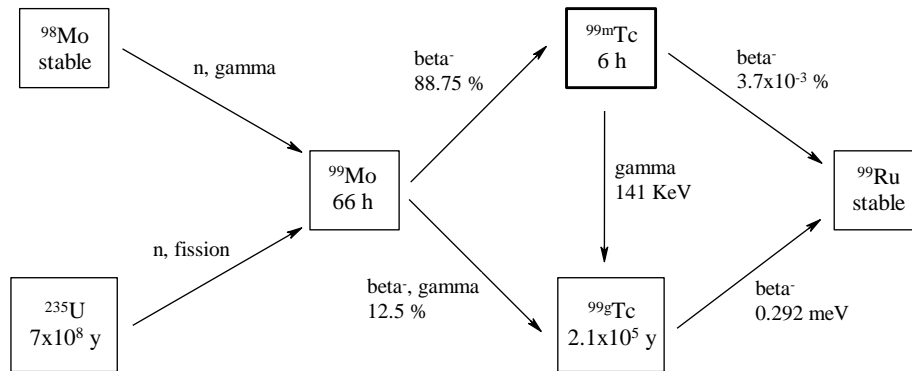 ⁹⁸Mo
stable
n, gamma
beta⁻
88.75 %
⁹⁹ᵐTc
6 h
beta⁻
3.7x10⁻³ %
⁹⁹Mo
66 h
gamma
141 KeV
⁹⁹Ru
stable
n, fission
²³⁵U
7x10⁸ y
beta⁻, gamma
12.5 %
⁹⁹ᵍTc
2.1x10⁵ y
beta⁻
0.292 meV